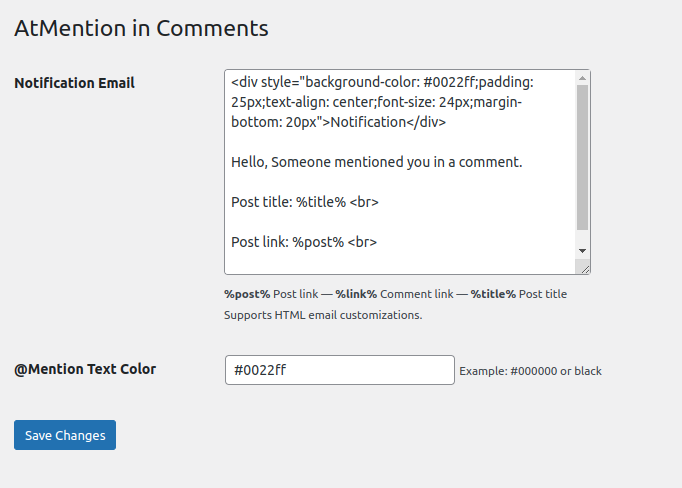 AtMention in Comments
Notification Email
<div style="background-color: #0022ff;padding:
25px;text-align: center;font-size: 24px;margin-
bottom: 20px">Notification</div>
Hello, Someone mentioned you in a comment.
Post title: %title% <br>
Post link: %post% <br>
%post% Post link — %link% Comment link — %title% Post title
Supports HTML email customizations.
@Mention Text Color
#0022ff
Example: #000000 or black
Save Changes